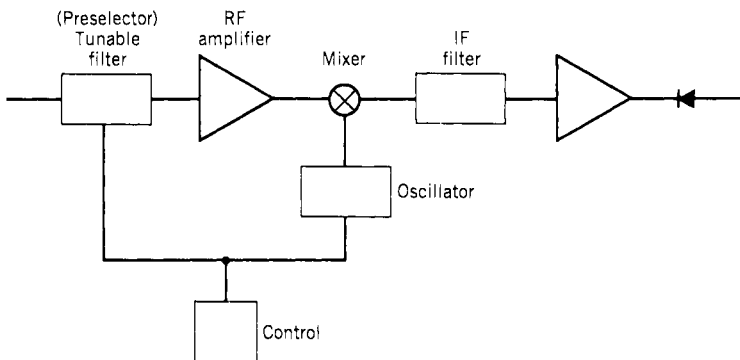 (Preselector)
Tunable
filter
RF
amplifier
Mixer
IF
filter
Oscillator
Control